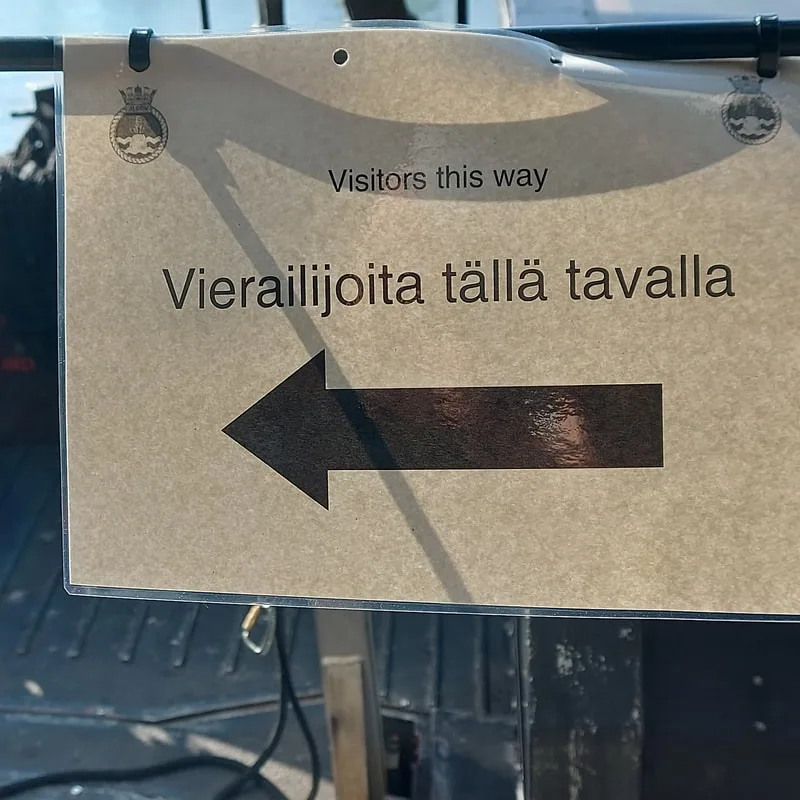 Visitors this way
Vierailijoita tällä tavalla